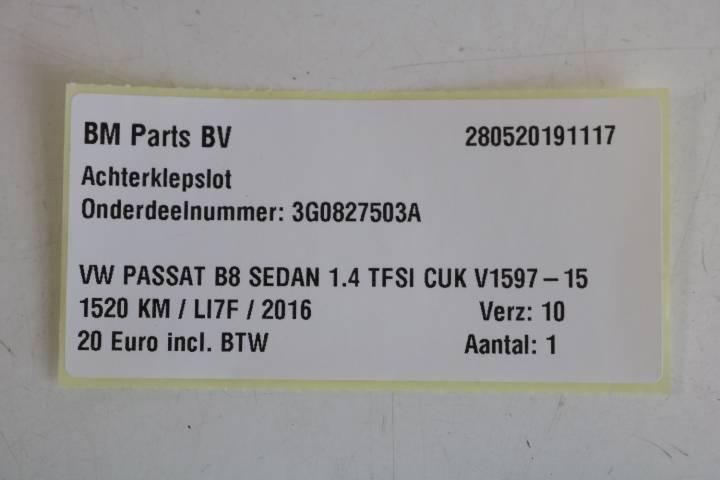 BM Parts BV 280520191117
Achterklepslot
Onderdeelnummer: 3G0827503A
VW PASSAT B8 SEDAN 1.4 TFSI CUK V1597 – 15
1520 KM / LI7F / 2016 Verz: 10
20 Euro incl. BTW Aantal: 1